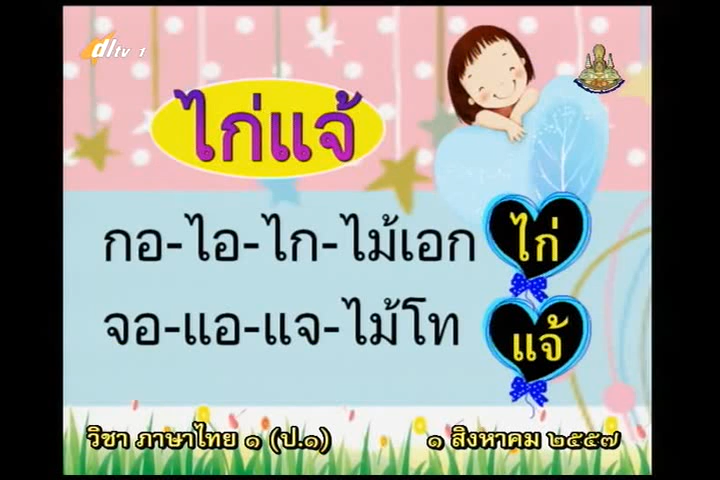 dltv 1
ไก่แจ้
กอ-ไอ-ไก-ไม้เอก ไก่
จอ-แอ-แจ-ไม้โท แจ้
วิชา ภาษาไทย ๑ (ป.๑) ๑ สิงหาคม ๒๕๕๗